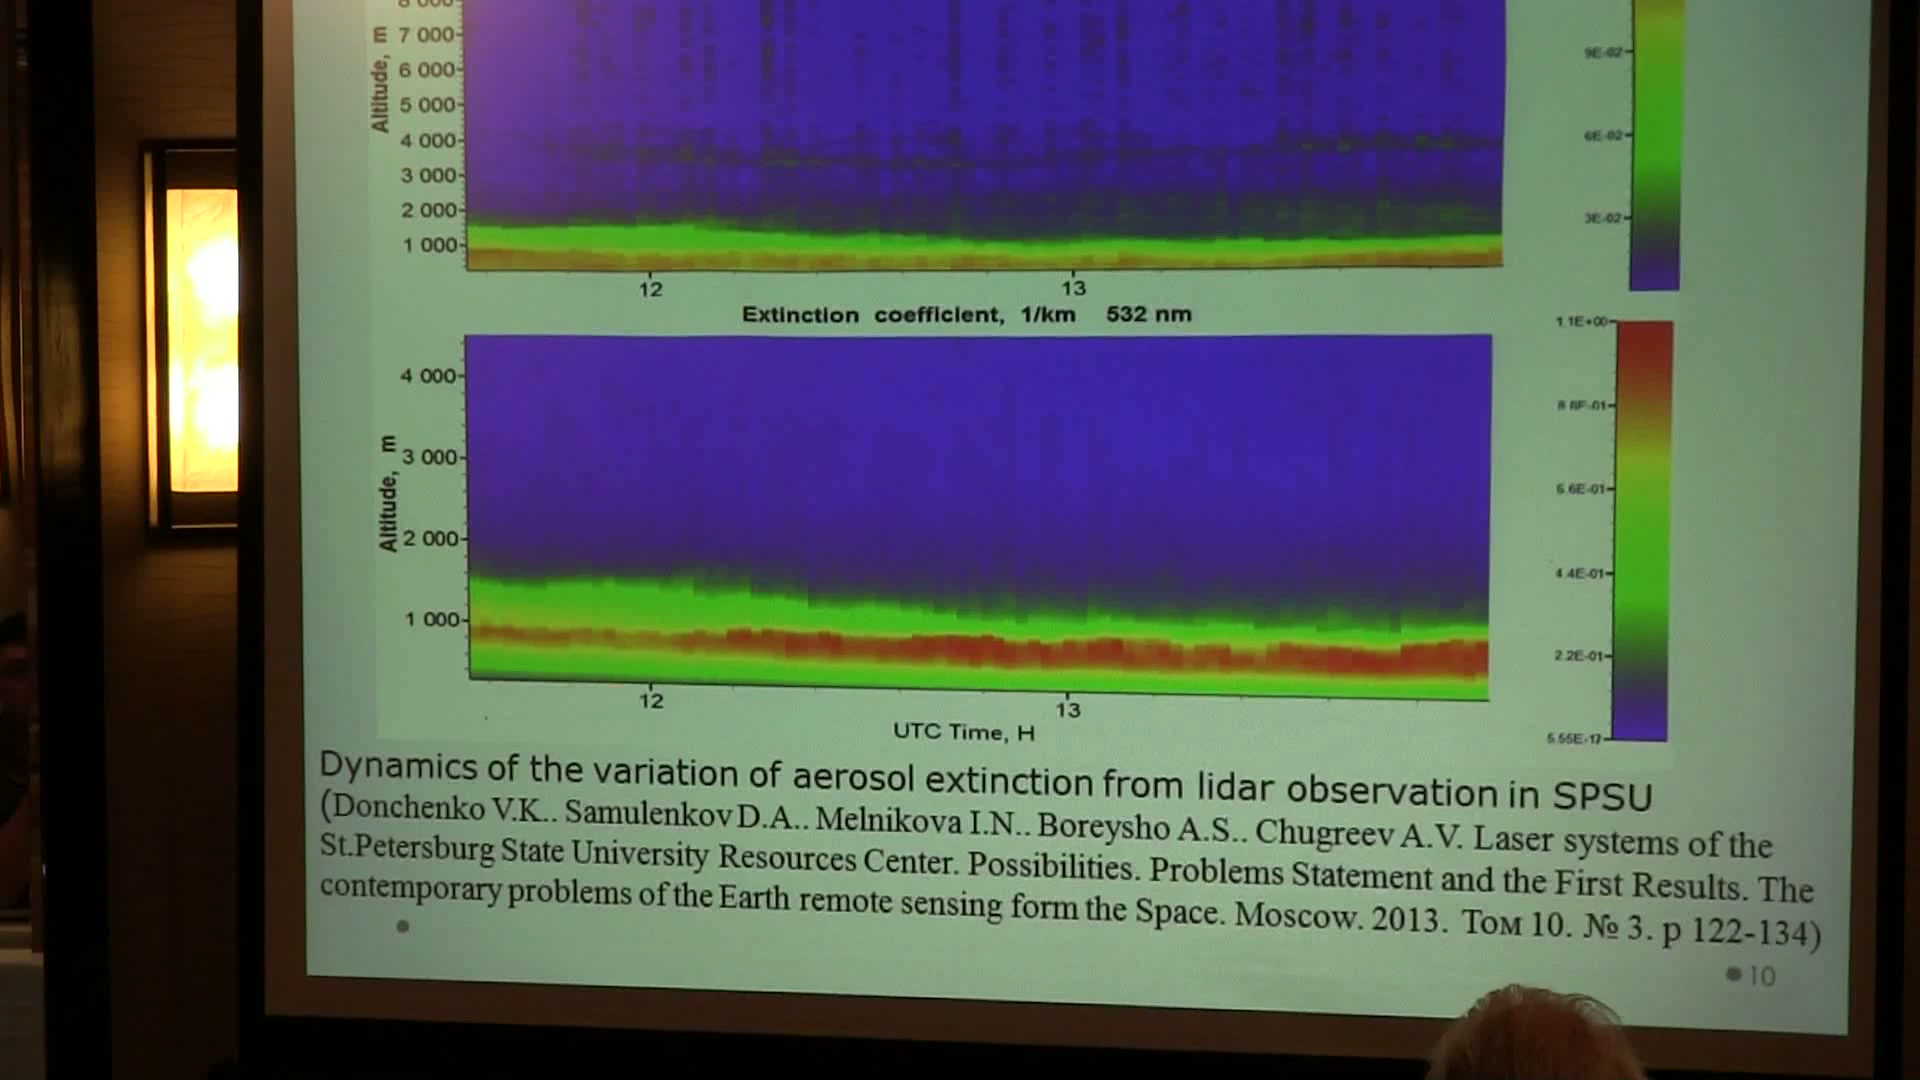 8 000
7 000
6 000
5 000
4 000
3 000
2 000
1 000
Altitude, m
12 13
9E-02
6E-02
3E-02
Extinction coefficient, 1/km 532 nm
4 000
3 000
2 000
1 000
Altitude, m
12 13
UTC Time, H
1.1E+00
8.8E-01
6.6E-01
4.4E-01
2.2E-01
5.55E-17
Dynamics of the variation of aerosol extinction from lidar observation in SPSU
(Donchenko V.K.. Samulenkov D.A.. Melnikova I.N.. Boreysho A.S.. Chugreev A.V. Laser systems of the
St.Petersburg State University Resources Center. Possibilities. Problems Statement and the First Results. The
contemporary problems of the Earth remote sensing form the Space. Moscow. 2013. Том 10. № 3. p 122-134)
10